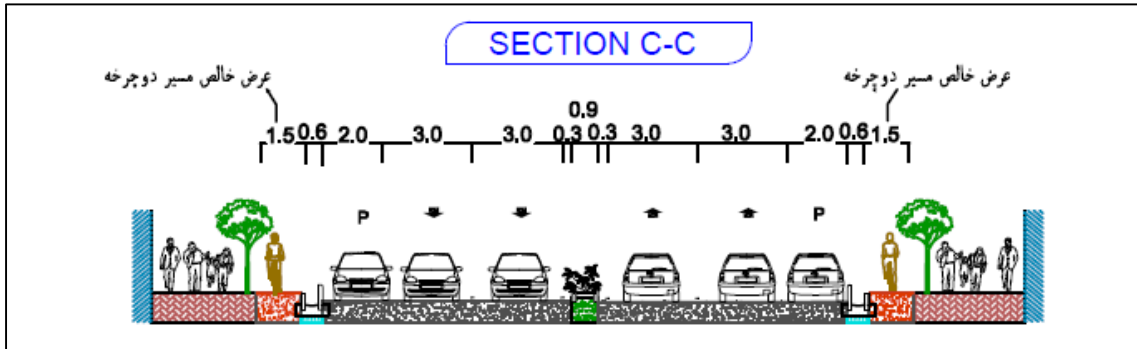 SECTION C-C
عرض خالص مسیر دوچرخه
عرض خالص مسیر دوچرخه
0.9
1.5 0.6 2.0 3.0 3.0 0.3 0.3 3.0 3.0 2.0 0.6 1.5
P P